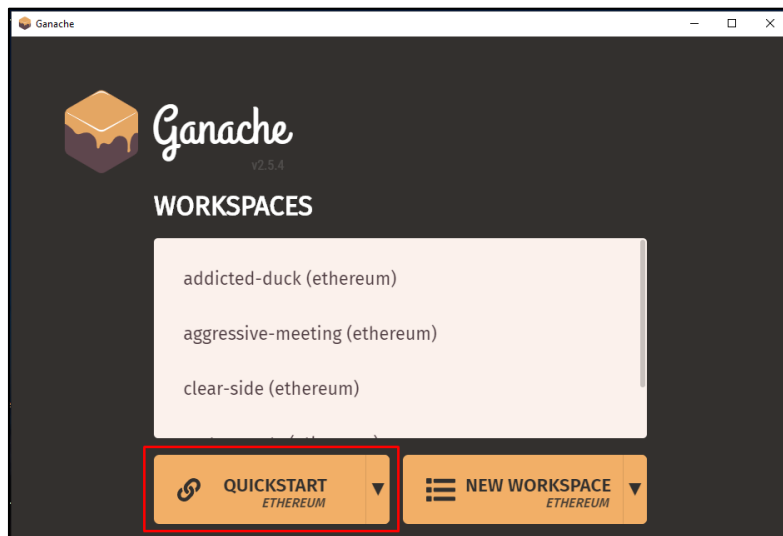 Ganache
Ganache
v2.5.4
WORKSPACES
addicted-duck (ethereum)
aggressive-meeting (ethereum)
clear-side (ethereum)
QUICKSTART
ETHEREUM
NEW WORKSPACE
ETHEREUM